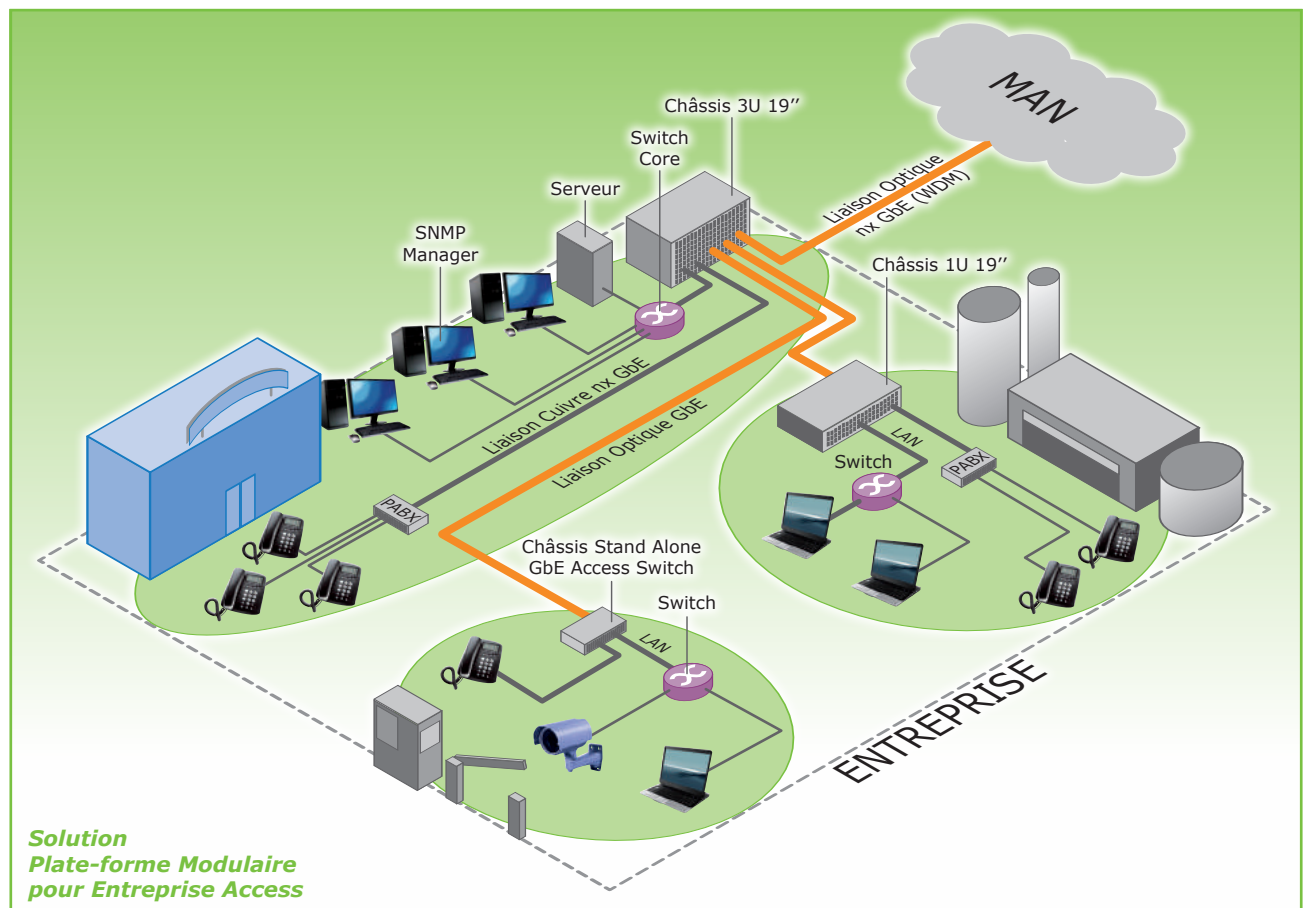 MAN
Châssis 3U 19’’
Switch
Core
Serveur
SNMP
Manager
Liaison Optique
nx GbE (WDM)
Châssis 1U 19’’
Liaison Cuivre nx GbE
Liaison Optique GbE
LAN
Switch
PABX
PABX
Châssis Stand Alone
GbE Access Switch
Switch
LAN
ENTREPRISE
Solution
Plate-forme Modulaire
pour Entreprise Access